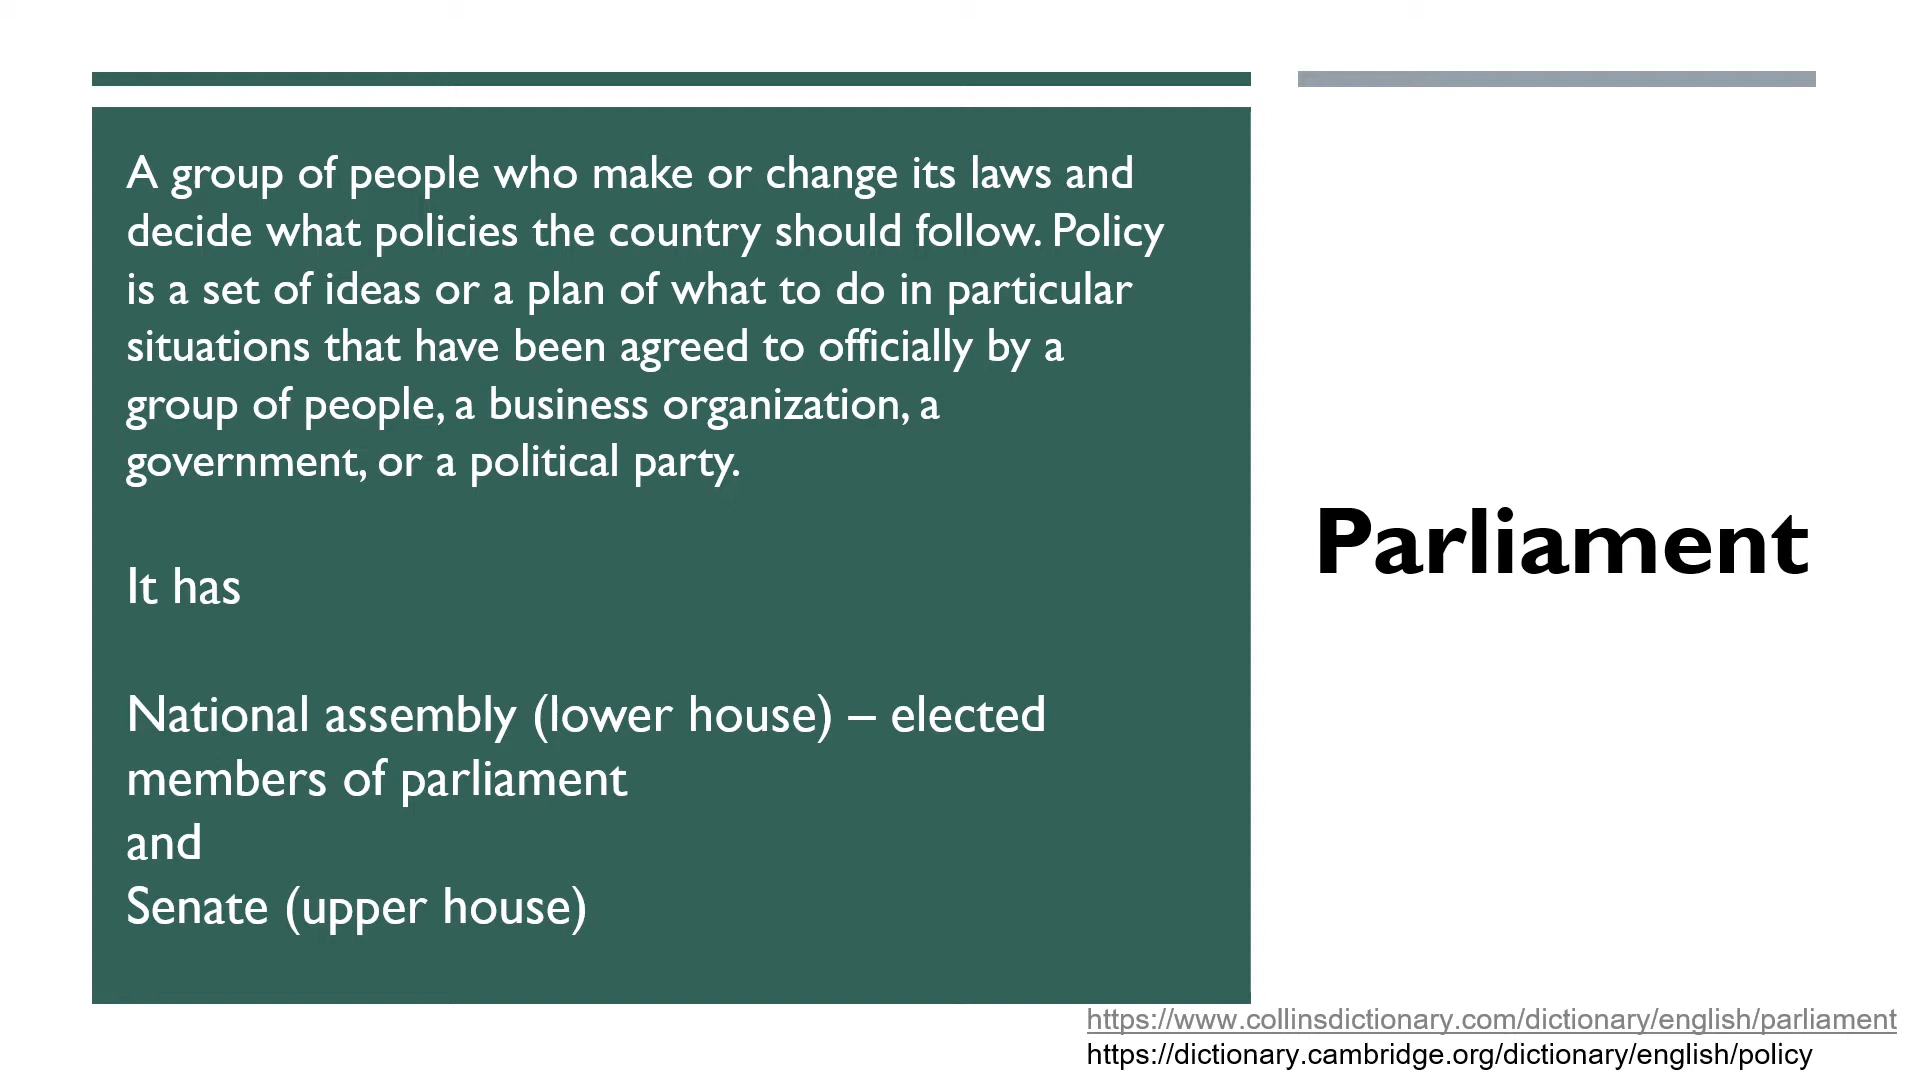 A group of people who make or change its laws and
decide what policies the country should follow. Policy
is a set of ideas or a plan of what to do in particular
situations that have been agreed to officially by a
group of people, a business organization, a
government, or a political party.
It has
National assembly (lower house) – elected
members of parliament
and
Senate (upper house)
Parliament
https://www.collinsdictionary.com/dictionary/english/parliament
https://dictionary.cambridge.org/dictionary/english/policy